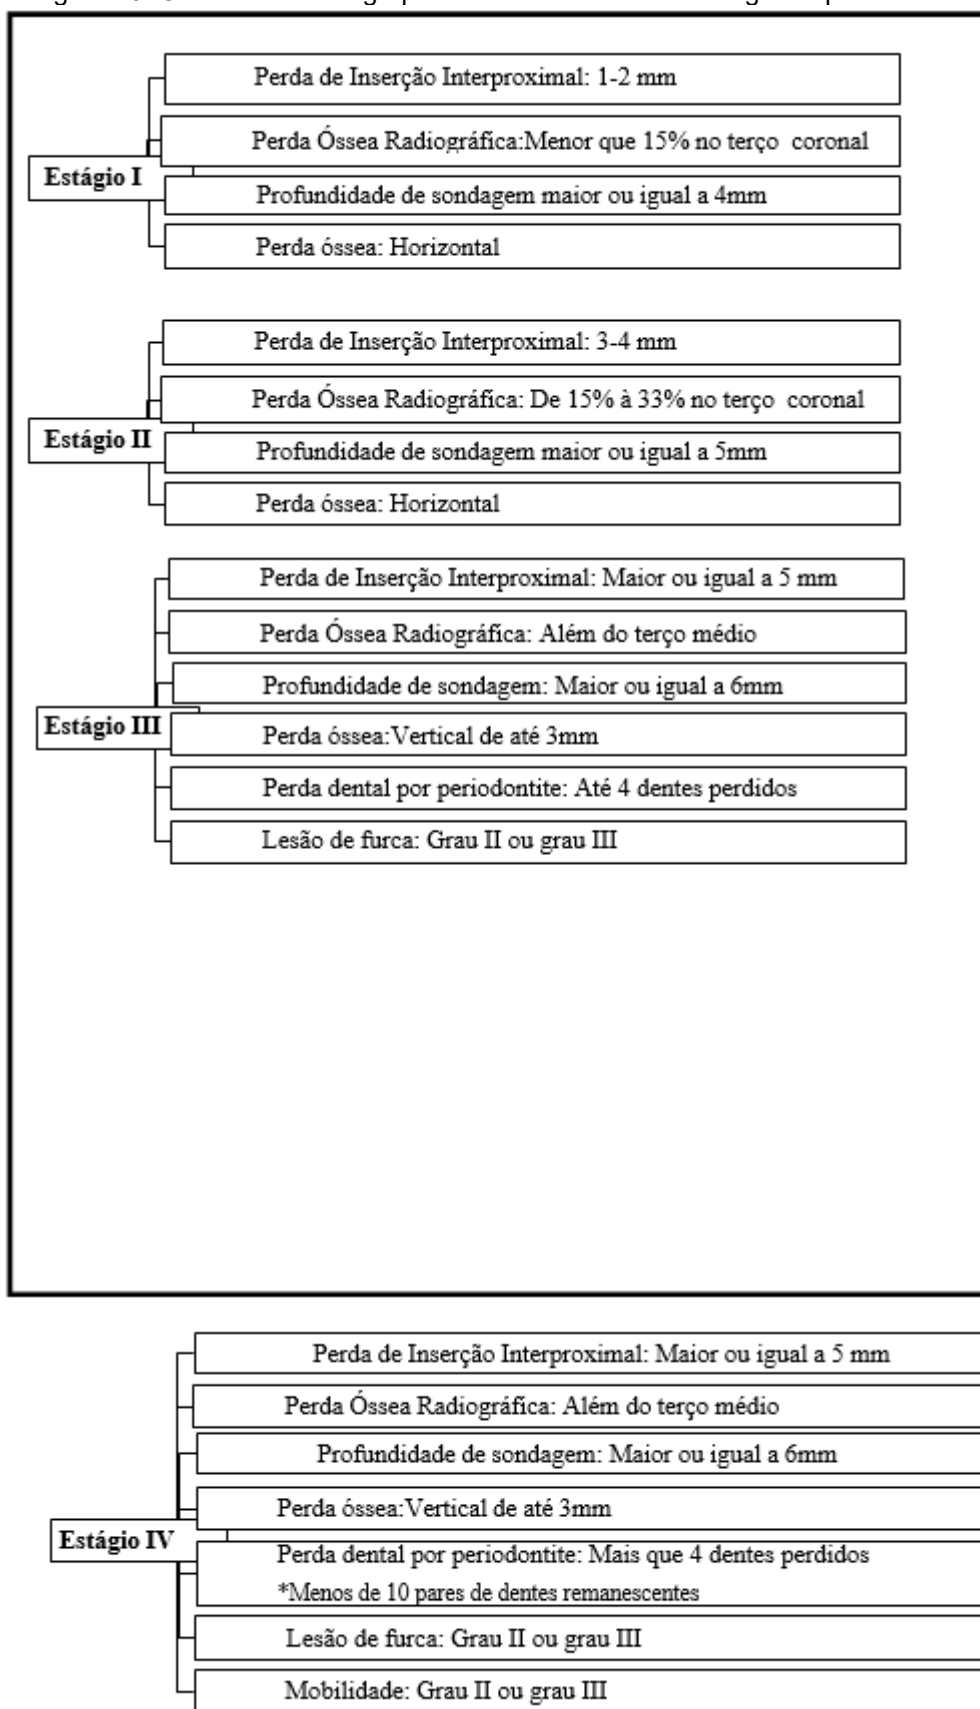 Perda de Inserção Interproximal: 1-2 mm
Perda Óssea Radiográfica:Menor que 15% no terço coronal
Estágio I
Profundidade de sondagem maior ou igual a 4mm
Perda óssea: Horizontal
Perda de Inserção Interproximal: 3-4 mm
Perda Óssea Radiográfica: De 15% à 33% no terço coronal
Estágio II
Profundidade de sondagem maior ou igual a 5mm
Perda óssea: Horizontal
Perda de Inserção Interproximal: Maior ou igual a 5 mm
Perda Óssea Radiográfica: Além do terço médio
Profundidade de sondagem: Maior ou igual a 6mm
Estágio III
Perda óssea:Vertical de até 3mm
Perda dental por periodontite: Até 4 dentes perdidos
Lesão de furca: Grau II ou grau III
Perda de Inserção Interproximal: Maior ou igual a 5 mm
Perda Óssea Radiográfica: Além do terço médio
Profundidade de sondagem: Maior ou igual a 6mm
Perda óssea:Vertical de até 3mm
Estágio IV
Perda dental por periodontite: Mais que 4 dentes perdidos
*Menos de 10 pares de dentes remanescentes
Lesão de furca: Grau II ou grau III
Mobilidade: Grau II ou grau III